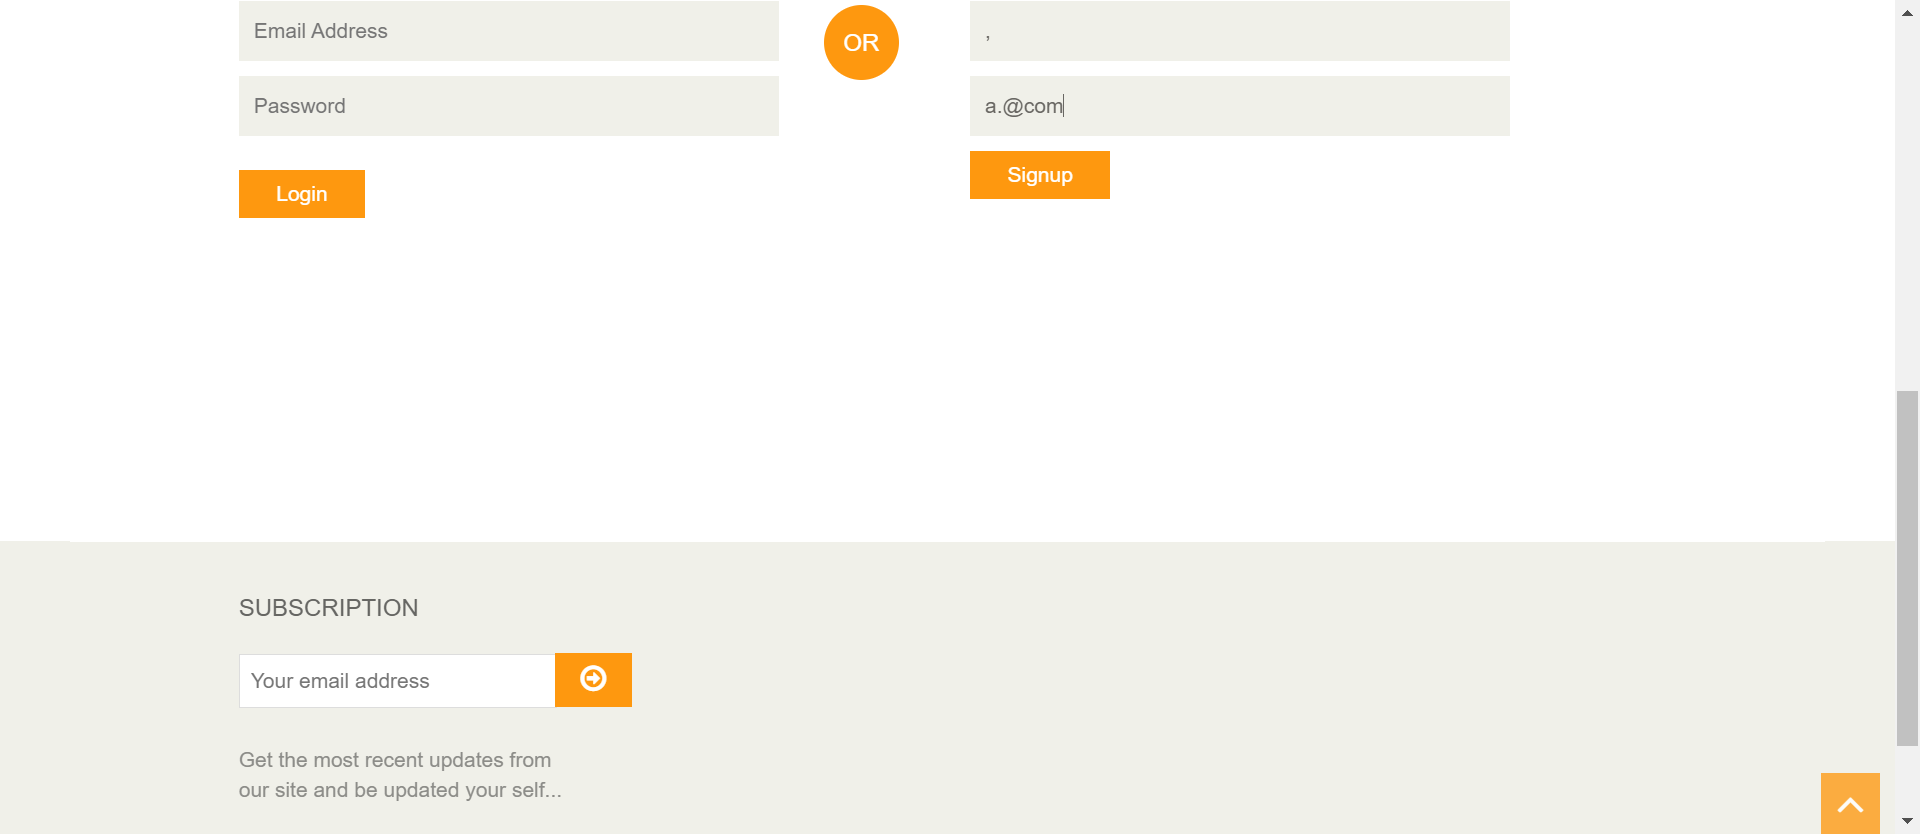 Email Address
Password
Login
OR
,
a.@com
Signup
SUBSCRIPTION
Your email address
Get the most recent updates from
our site and be updated your self...